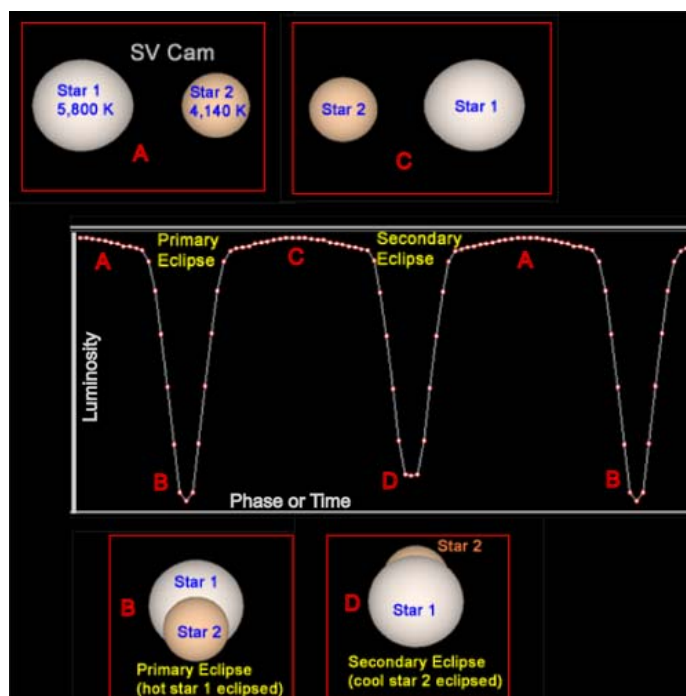 SV Cam
Star 1
5,800 K
Star 2
4,140 K
A
Star 2
Star 1
C
Primary
Eclipse
Secondary
Eclipse
A
C
A
Luminosity
B
D
B
Phase or Time
Star 1
Star 2
B
Primary Eclipse
(hot star 1 eclipsed)
Star 2
Star 1
D
Secondary Eclipse
(cool star 2 eclipsed)